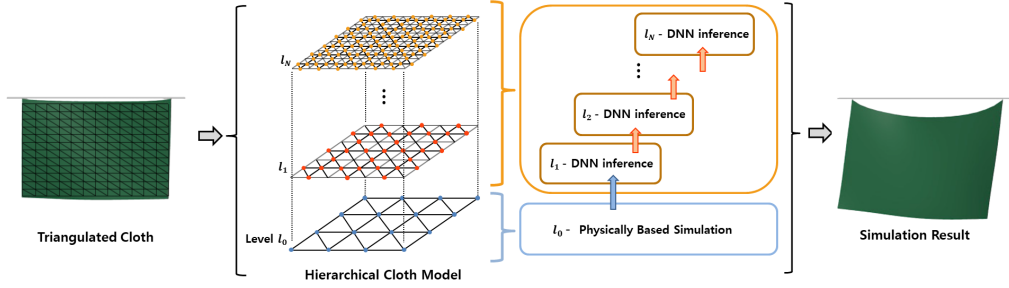 Triangulated Cloth
l_N
⋮
l_1
Level l_0
Hierarchical Cloth Model
l_N - DNN inference
⋮
l_2 - DNN inference
l_1 - DNN inference
l_0 - Physically Based Simulation
Simulation Result